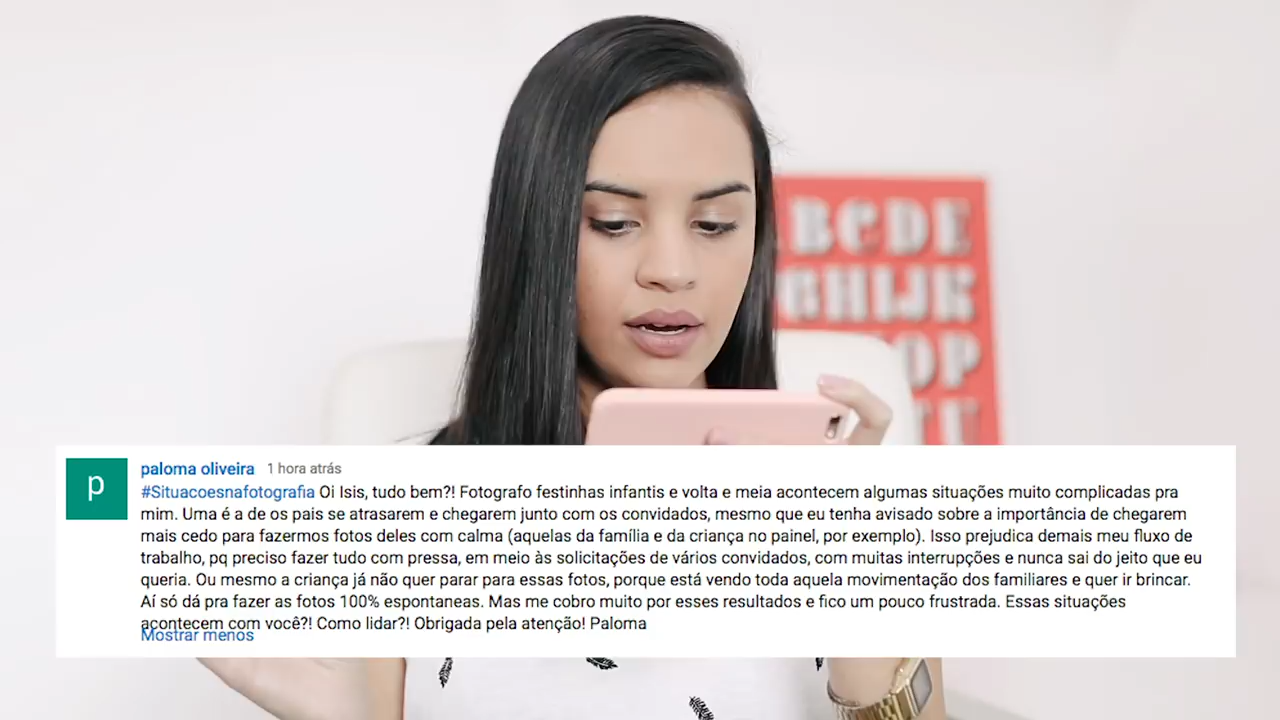 BCDE
GHIJK
OP
p
paloma oliveira 1 hora atrás
#Situacoesnafotografia Oi Isis, tudo bem?! Fotografo festinhas infantis e volta e meia acontecem algumas situações muito complicadas pra
mim. Uma é a de os pais se atrasarem e chegarem junto com os convidados, mesmo que eu tenha avisado sobre a importância de chegarem
mais cedo para fazermos fotos deles com calma (aquelas da família e da criança no painel, por exemplo). Isso prejudica demais meu fluxo de
trabalho, pq preciso fazer tudo com pressa, em meio às solicitações de vários convidados, com muitas interrupções e nunca sai do jeito que eu
queria. Ou mesmo a criança já não quer parar para essas fotos, porque está vendo toda aquela movimentação dos familiares e quer ir brincar.
Aí só dá pra fazer as fotos 100% espontaneas. Mas me cobro muito por esses resultados e fico um pouco frustrada. Essas situações
acontecem com você?! Como lidar?! Obrigada pela atenção! Paloma
Mostrar menos